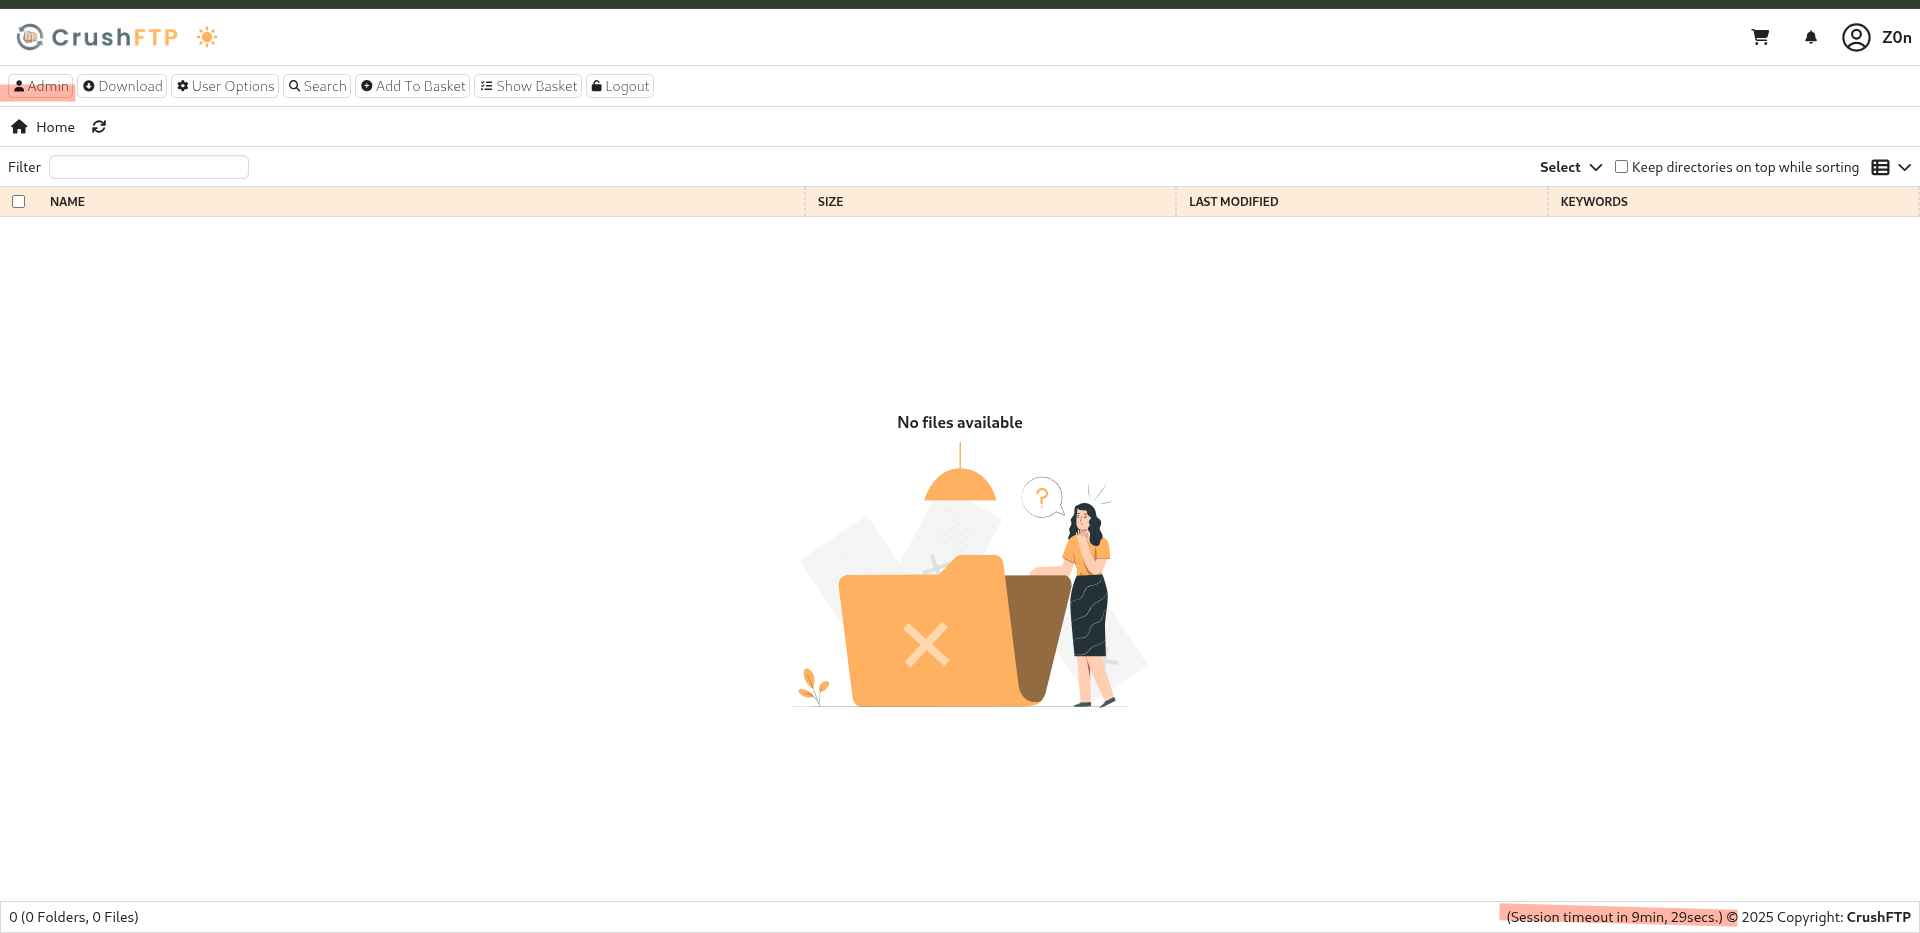 CrushFTP
Z0n
Admin Download User Options Search Add To Basket Show Basket Logout
Home
Filter Select Keep directories on top while sorting
NAME SIZE LAST MODIFIED KEYWORDS
No files available
?
0 (0 Folders, 0 Files) (Session timeout in 9min, 29secs.) © 2025 Copyright: CrushFTP